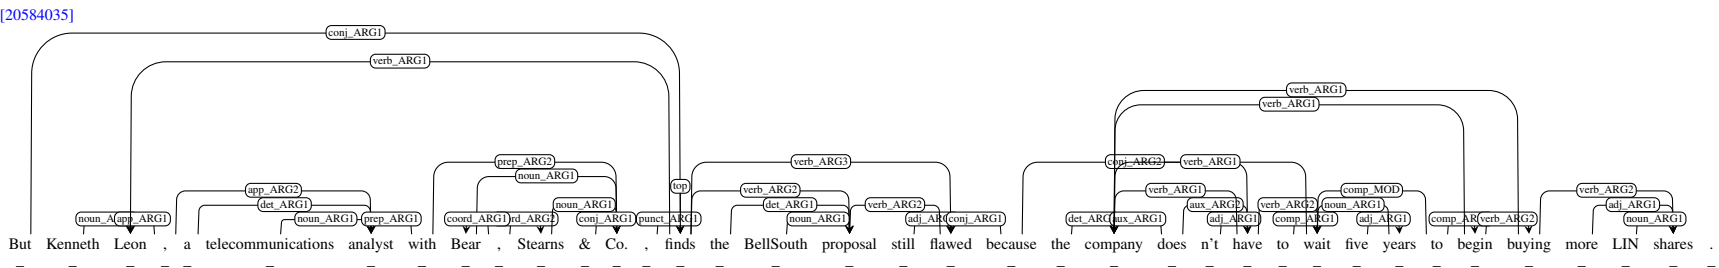 [20584035]
conj_ARG1
verb_ARG1
verb_ARG1
verb_ARG1
prep_ARG2 verb_ARG3 conj_ARG2 verb_ARG1
noun_ARG1
top
app_ARG2 verb_ARG2 verb_ARG1 comp_MOD verb_ARG2
det_ARG1 noun_ARG1 det_ARG1 verb_ARG2 aux_ARG2 verb_ARG2 noun_ARG1 adj_ARG1
app_ARG1 noun_ARG1 prep_ARG1 coord_ARG1 conj_ARG1 punct_ARG1 noun_ARG1 conj_ARG1 aux_ARG1 adj_ARG1 adj_ARG1 verb_ARG2 noun_ARG1
But Kenneth Leon , a telecommunications analyst with Bear , Stearns & Co. , finds the BellSouth proposal still flawed because the company does n't have to wait five years to begin buying more LIN shares .